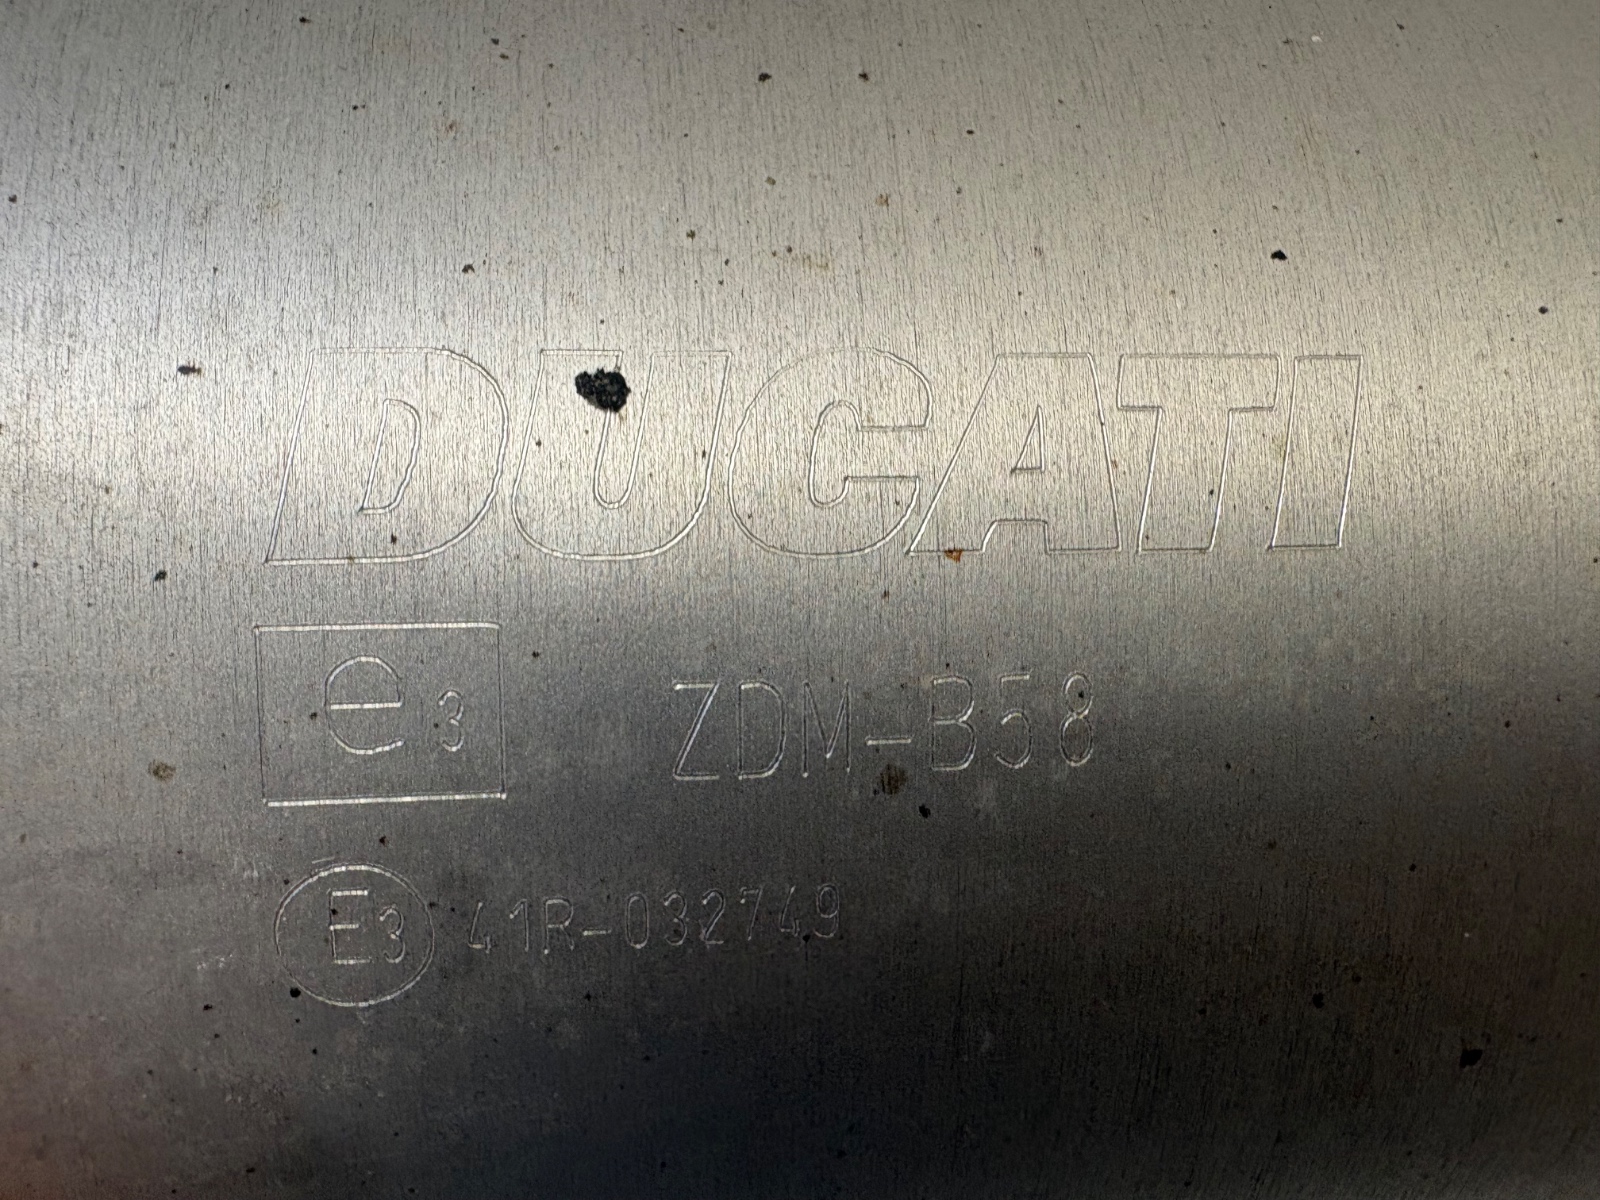 DUCATI
e3 ZDM-B58
E3 41R-032749